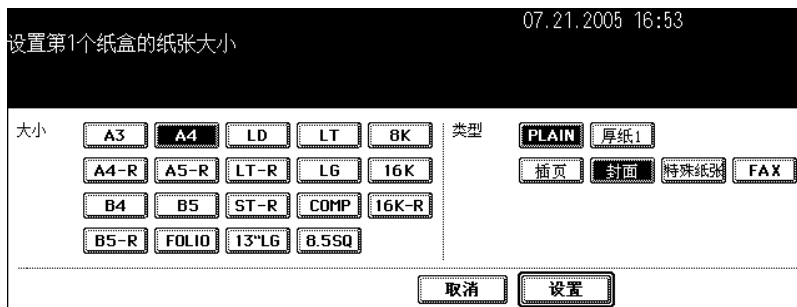 07.21.2005 16:53
设置第1个纸盒的纸张大小
大小 A3 A4 LD LT 8K 类型 PLAIN 厚纸1
A4-R A5-R LT-R LG 16K 插页 封面 特殊纸张 FAX
B4 B5 ST-R COMP 16K-R
B5-R FOLIO 13"LG 8.5SQ
取消 设置